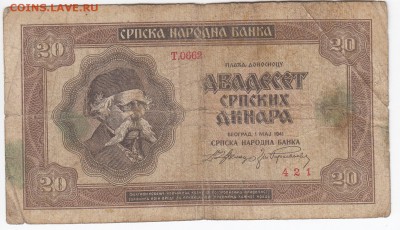 COINS.LAVE.RU
СРПСКА НАРОДНА БАНКА
20
20
Т.0663
ПЛАЋА ДОНОСИОЦУ
ДВАДЕСЕТ
СРПСКИХ
ДИНАРА
БЕОГРАД, 1 МАЈ 1941
СРПСКА НАРОДНА БАНКА
421
20
20